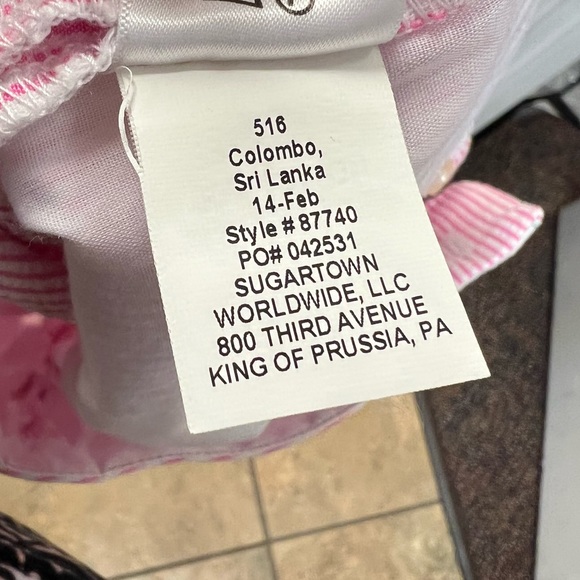 516
Colombo,
Sri Lanka
14-Feb
Style # 87740
PO# 042531
SUGARTOWN
WORLDWIDE, LLC
800 THIRD AVENUE
KING OF PRUSSIA, PA